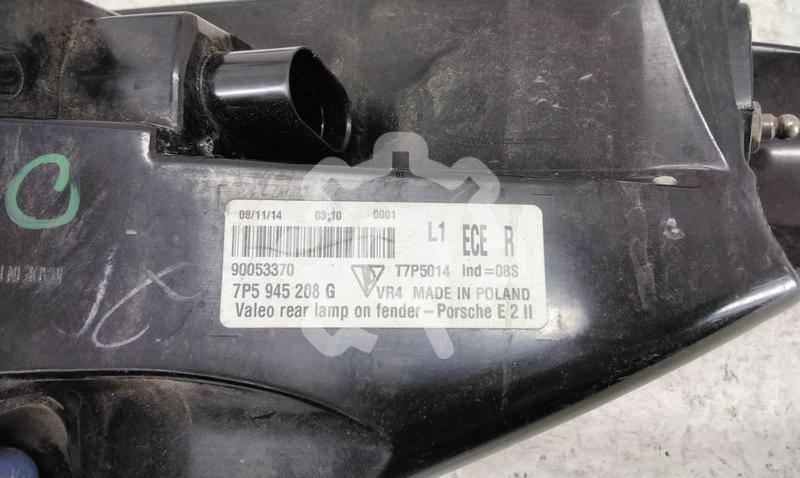 08/11/14 03:10 0001
L1 ECE R
90053370 T7P5014 ind=08S
7P5 945 208 G VR4 MADE IN POLAND
Valeo rear lamp on fender-Porsche E 2 II
03